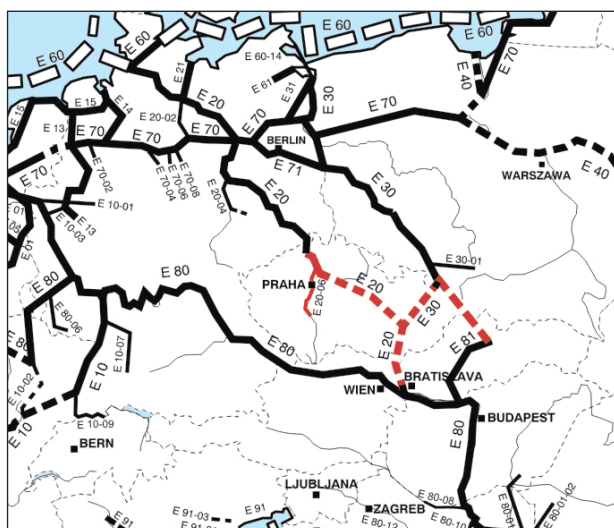 E 60
E 60
E 60
E 60
E 60-14
E 70
E 21
E 61
E 31
E 30
E 40
E 15
E 15
E 14
E 20
E 20-02
E 70
E 70
E 13
E 70
E 70
E 70
BERLIN
E 71
E 40
WARSZAWA
E 70
E 70-02
E 70-04
E 70-06
E 70-08
E 20-04
E 20
E 30
E 10-01
E 01
E 10-03
E 13
E 01
E 30-01
E 80
E 80
PRAHA
E 20-06
E 20
E 30
E 80-06
E 10
E 10-07
E 80
E 20
E 81
E 10-02
WIEN
BRATISLAVA
E 10
E 10-09
BERN
E 80
BUDAPEST
LJUBLJANA
E 80-08
E 80-01-02
E 91-03
E 91
ZAGREB
E 80-10
E 91
E 80-12